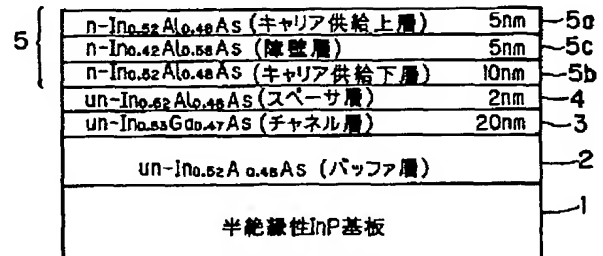 5
n-In0.52Al0.48As (キャリア供給上層) 5nm 5a
n-In0.42Al0.58As (障壁層) 5nm 5c
n-In0.52Al0.48As (キャリア供給下層) 10nm 5b
un-In0.52Al0.48As (スペーサ層) 2nm 4
un-In0.53Ga0.47As (チャネル層) 20nm 3
un-In0.52A 0.48As (バッファ層) 2
半絶縁性InP基板 1